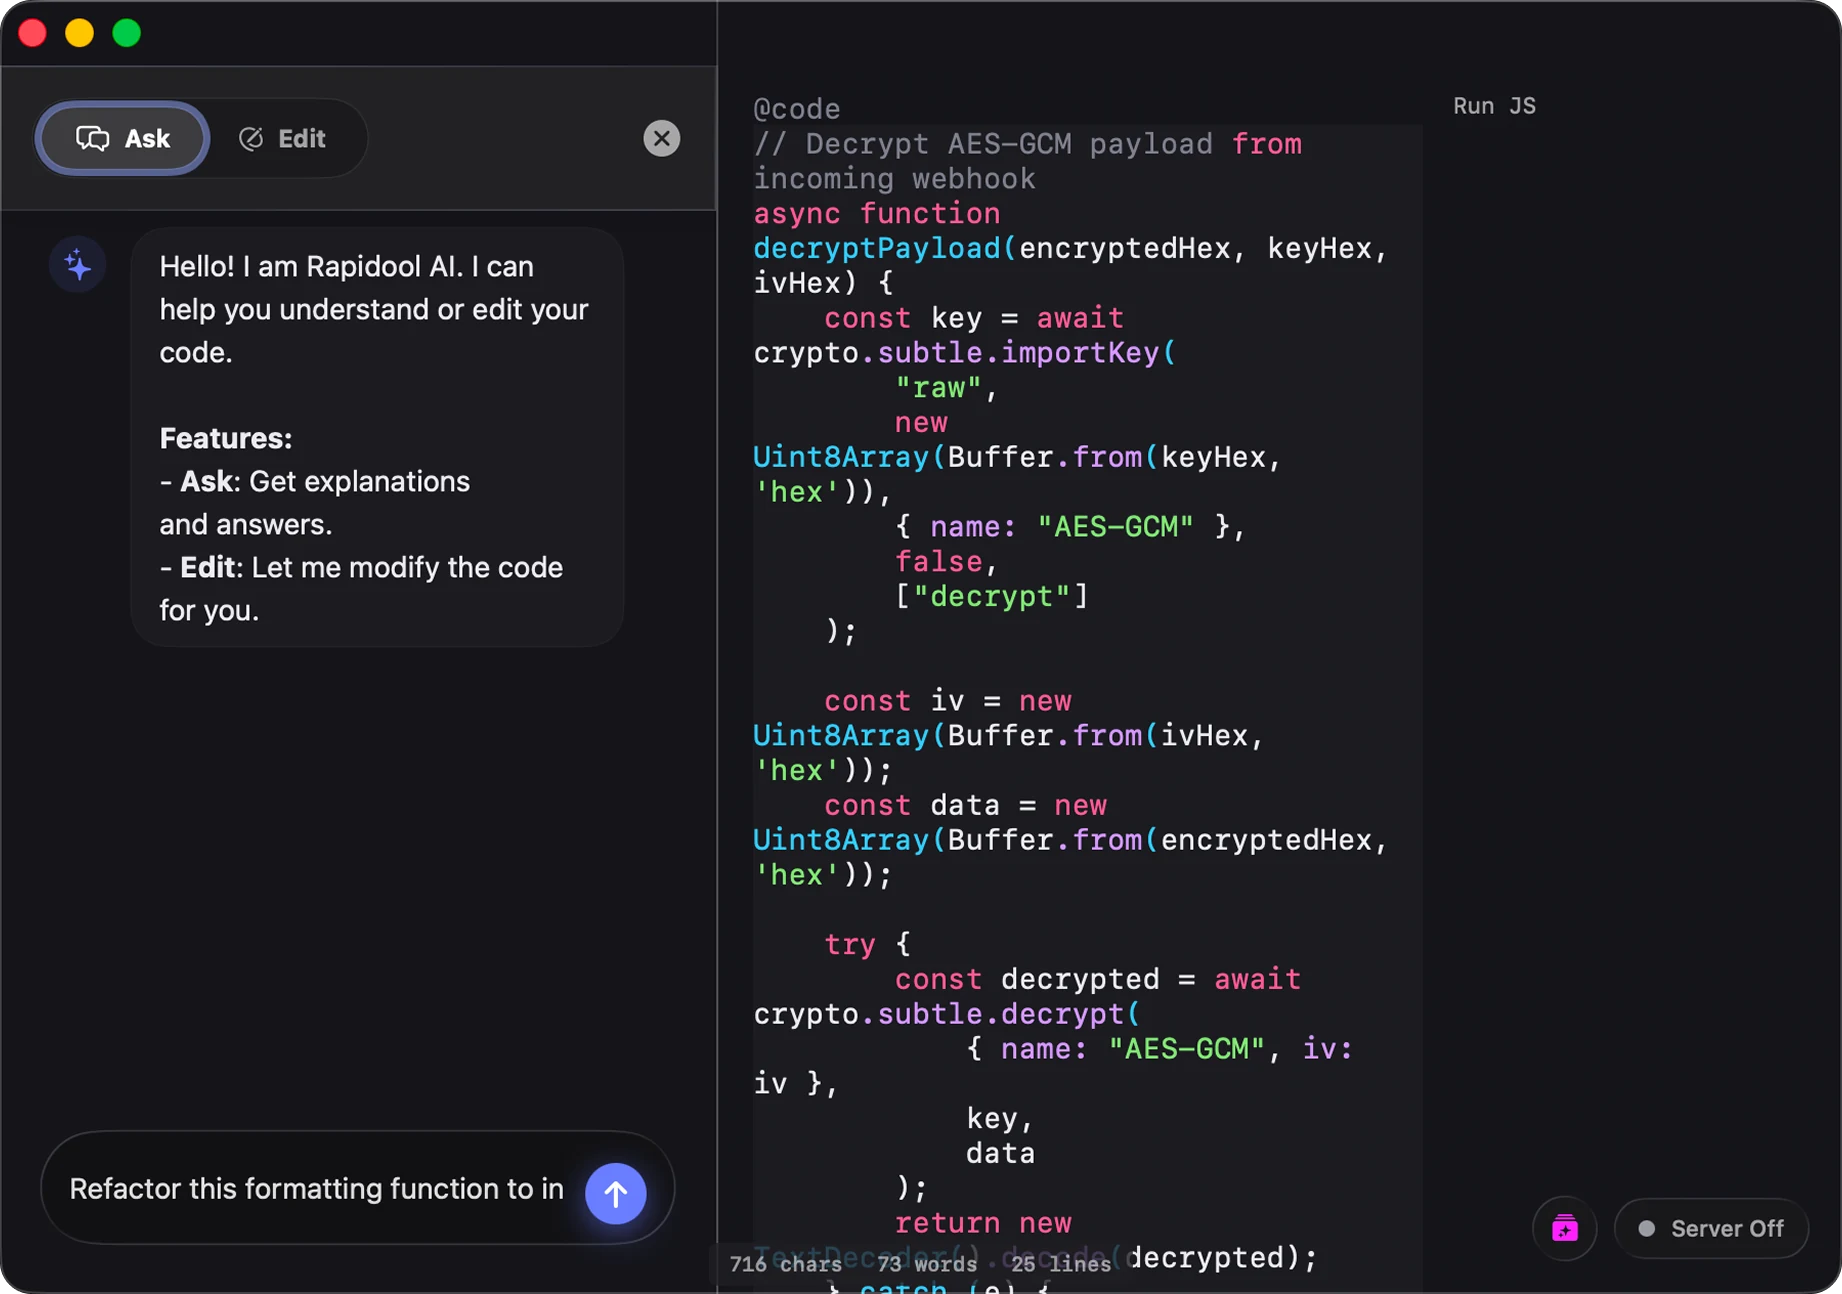 Ask
Edit
Hello! I am Rapidool AI. I can
help you understand or edit your
code.
Features:
- Ask: Get explanations
and answers.
- Edit: Let me modify the code
for you.
Refactor this formatting function to in
@code
// Decrypt AES-GCM payload from
incoming webhook
async function
decryptPayload(encryptedHex, keyHex,
ivHex) {
    const key = await
crypto.subtle.importKey(
        "raw",
        new
Uint8Array(Buffer.from(keyHex,
'hex')),
        { name: "AES-GCM" },
        false,
        ["decrypt"]
    );
    const iv = new
Uint8Array(Buffer.from(ivHex,
'hex'));
    const data = new
Uint8Array(Buffer.from(encryptedHex,
'hex'));
    try {
        const decrypted = await
crypto.subtle.decrypt(
            { name: "AES-GCM", iv:
iv },
            key,
            data
        );
        return new
TextDecoder().decode(decrypted);
    } catch (e) {
716 chars 73 words 25 lines
Run JS
Server Off